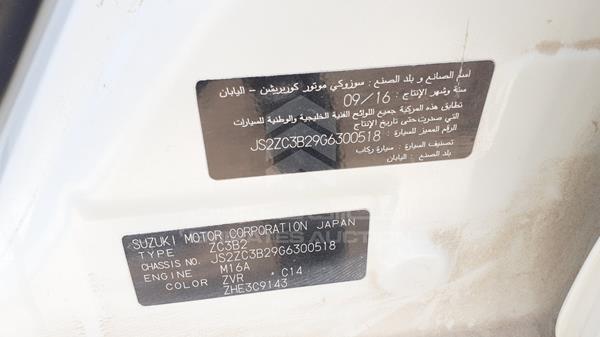 اسم الصانع و بلد الصنع : سوزوكي موتور كوربريشن - اليابان
سنة وشهر الإنتاج : 09/16
تطابق هذه المركبة جميع اللوائح الفنية الخليجية والوطنية للسيارات
التي صدرت حتى تاريخ الإنتاج
الرقم المميز للسيارة : JS2ZC3B29G6300518
تصنيف السيارة : سيارة ركاب
بلد الصنع : اليابان
SUZUKI MOTOR CORPORATION JAPAN
TYPE ZC3B2
CHASSIS NO. JS2ZC3B29G6300518
ENGINE M16A
COLOR ZVR * C14
ZHE3C9143